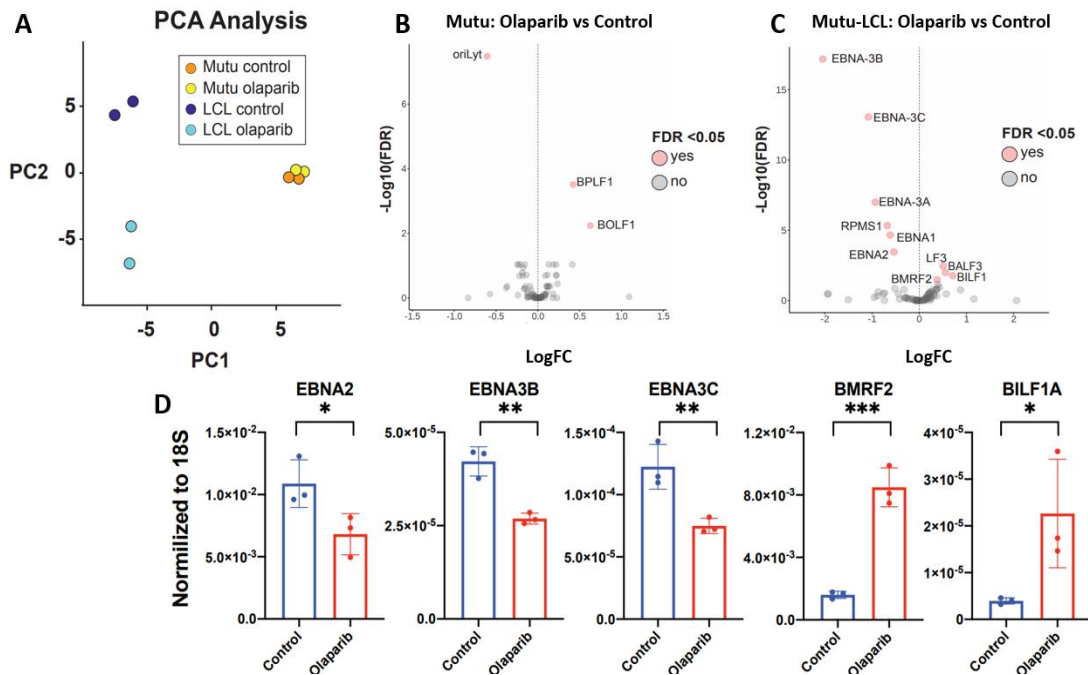 A
PCA Analysis
Mutu control
Mutu olaparib
LCL control
LCL olaparib
PC2
5
0
-5
-5
0
5
PC1
B
Mutu: Olaparib vs Control
-Log10(FDR)
oriLyt
BPLF1
BOLF1
FDR <0.05
yes
no
6
4
2
0
-1.5
-1.0
-0.5
0.0
0.5
1.0
1.5
LogFC
C
Mutu-LCL: Olaparib vs Control
-Log10(FDR)
EBNA-3B
EBNA-3C
EBNA-3A
RPMS1
EBNA1
EBNA2
LF3
BALF3
BMRF2
BILF1
FDR <0.05
yes
no
15
10
5
0
-2
-1
0
1
2
LogFC
D
Normilized to 18S
EBNA2
*
1.5×10⁻²
1.0×10⁻²
5.0×10⁻³
0.0
Control
Olaparib
EBNA3B
**
5.0×10⁻⁵
2.5×10⁻⁵
0.0
Control
Olaparib
EBNA3C
**
1.5×10⁻⁴
1.0×10⁻⁴
5.0×10⁻⁵
0.0
Control
Olaparib
BMRF2
***
1.2×10⁻²
8.0×10⁻³
4.0×10⁻³
0.0
Control
Olaparib
BILF1A
*
4×10⁻⁵
3×10⁻⁵
2×10⁻⁵
1×10⁻⁵
0
Control
Olaparib